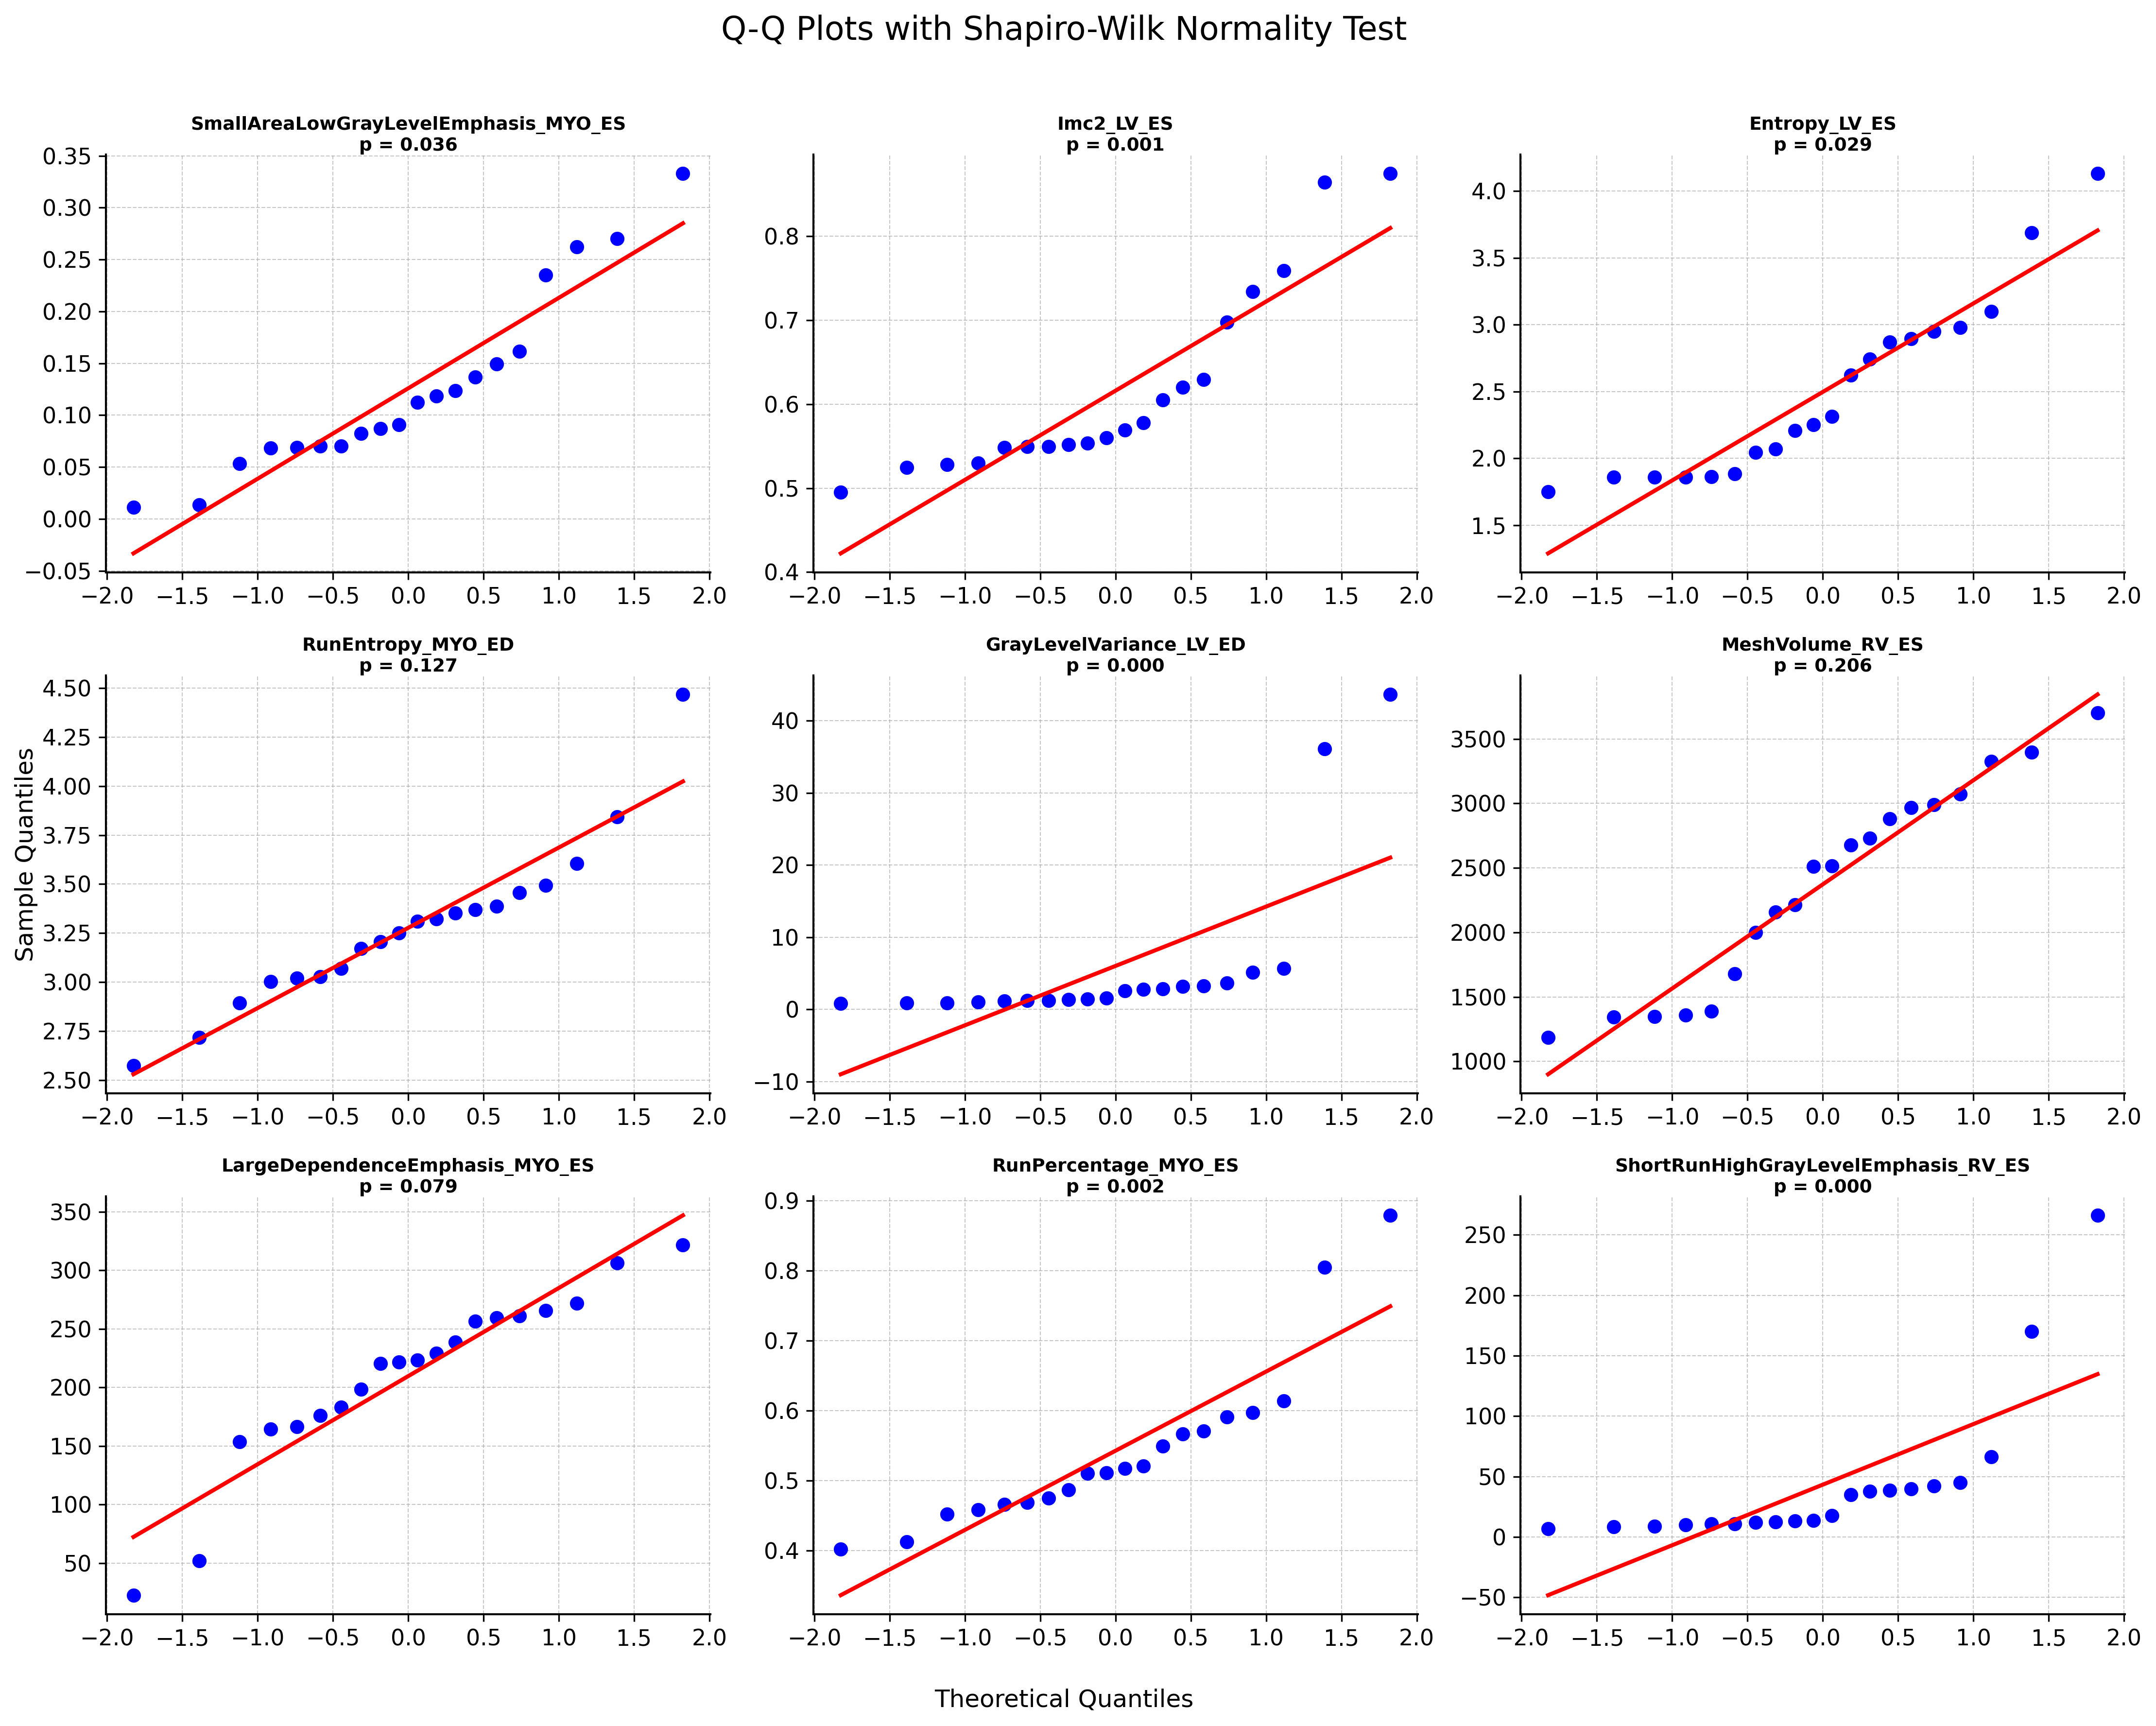 Q-Q Plots with Shapiro-Wilk Normality Test
SmallAreaLowGrayLevelEmphasis_MYO_ES
p = 0.036
0.35
0.30
0.25
0.20
0.15
0.10
0.05
0.00
−0.05
−2.0 −1.5 −1.0 −0.5 0.0 0.5 1.0 1.5 2.0
Imc2_LV_ES
p = 0.001
0.8
0.7
0.6
0.5
0.4
−2.0 −1.5 −1.0 −0.5 0.0 0.5 1.0 1.5 2.0
Entropy_LV_ES
p = 0.029
4.0
3.5
3.0
2.5
2.0
1.5
−2.0 −1.5 −1.0 −0.5 0.0 0.5 1.0 1.5 2.0
Sample Quantiles
RunEntropy_MYO_ED
p = 0.127
4.50
4.25
4.00
3.75
3.50
3.25
3.00
2.75
2.50
−2.0 −1.5 −1.0 −0.5 0.0 0.5 1.0 1.5 2.0
GrayLevelVariance_LV_ED
p = 0.000
40
30
20
10
0
−10
−2.0 −1.5 −1.0 −0.5 0.0 0.5 1.0 1.5 2.0
MeshVolume_RV_ES
p = 0.206
3500
3000
2500
2000
1500
1000
−2.0 −1.5 −1.0 −0.5 0.0 0.5 1.0 1.5 2.0
LargeDependenceEmphasis_MYO_ES
p = 0.079
350
300
250
200
150
100
50
−2.0 −1.5 −1.0 −0.5 0.0 0.5 1.0 1.5 2.0
RunPercentage_MYO_ES
p = 0.002
0.9
0.8
0.7
0.6
0.5
0.4
−2.0 −1.5 −1.0 −0.5 0.0 0.5 1.0 1.5 2.0
ShortRunHighGrayLevelEmphasis_RV_ES
p = 0.000
250
200
150
100
50
0
−50
−2.0 −1.5 −1.0 −0.5 0.0 0.5 1.0 1.5 2.0
Theoretical Quantiles